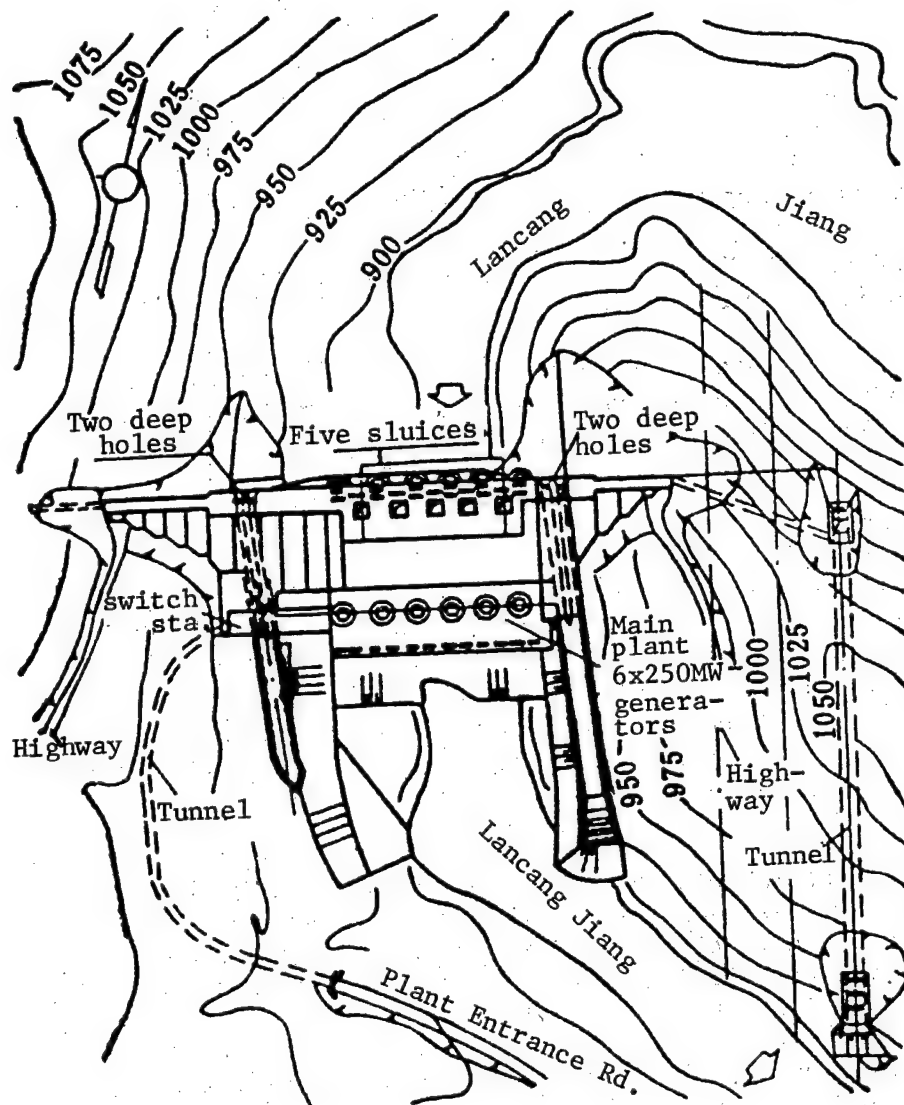 1075
1050
1025
1000
975
950
925
900
Lancang
Jiang
Two deep
holes
Five sluices
Two deep
holes
switch
sta
Main
plant
6x250MW
genera-
tors
1000
1025
1050
950
975
Highway
High-
way
Tunnel
Tunnel
Lancang Jiang
Plant Entrance Rd.